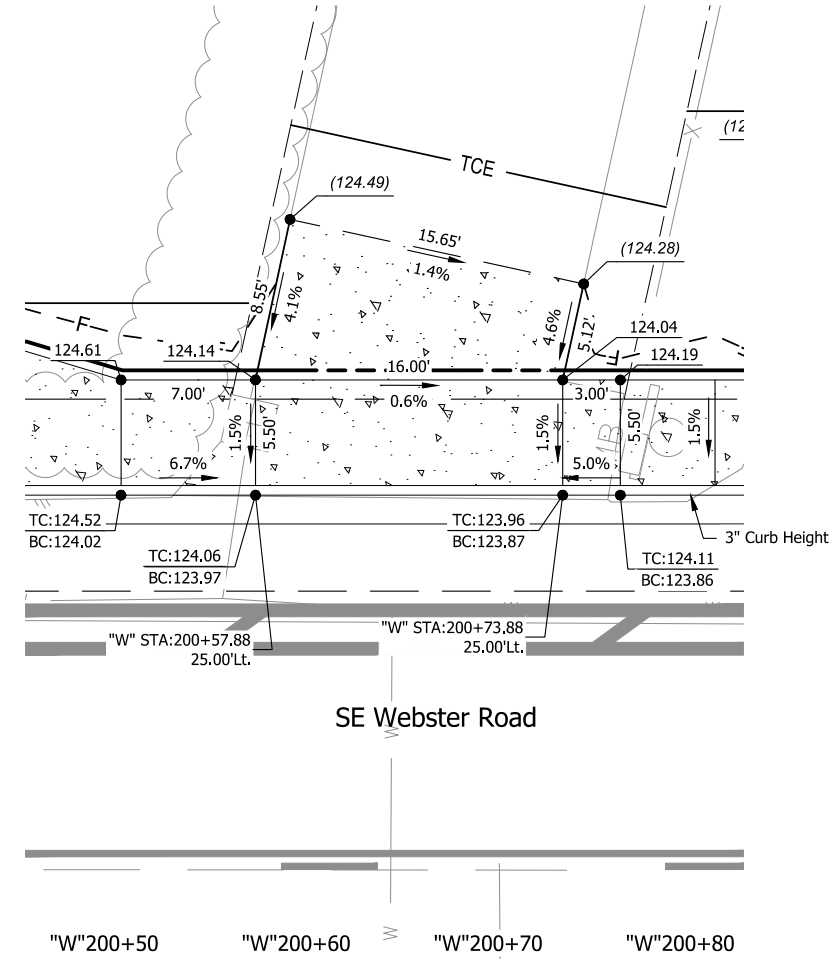 (12
TCE
(124.49)
15.65'
1.4%
(124.28)
8.55'
4.1%
4.6%
5.12'
F
124.61
124.14
16.00'
124.04
124.19
7.00'
0.6%
3.00'
1.5%
5.50'
1.5%
5.50'
1.5%
6.7%
5.0%
1B
TC:124.52
BC:124.02
TC:124.06
BC:123.97
TC:123.96
BC:123.87
TC:124.11
BC:123.86
3" Curb Height
"W" STA:200+57.88
25.00'Lt.
"W" STA:200+73.88
25.00'Lt.
SE Webster Road
W
W
"W"200+50
"W"200+60
"W"200+70
"W"200+80